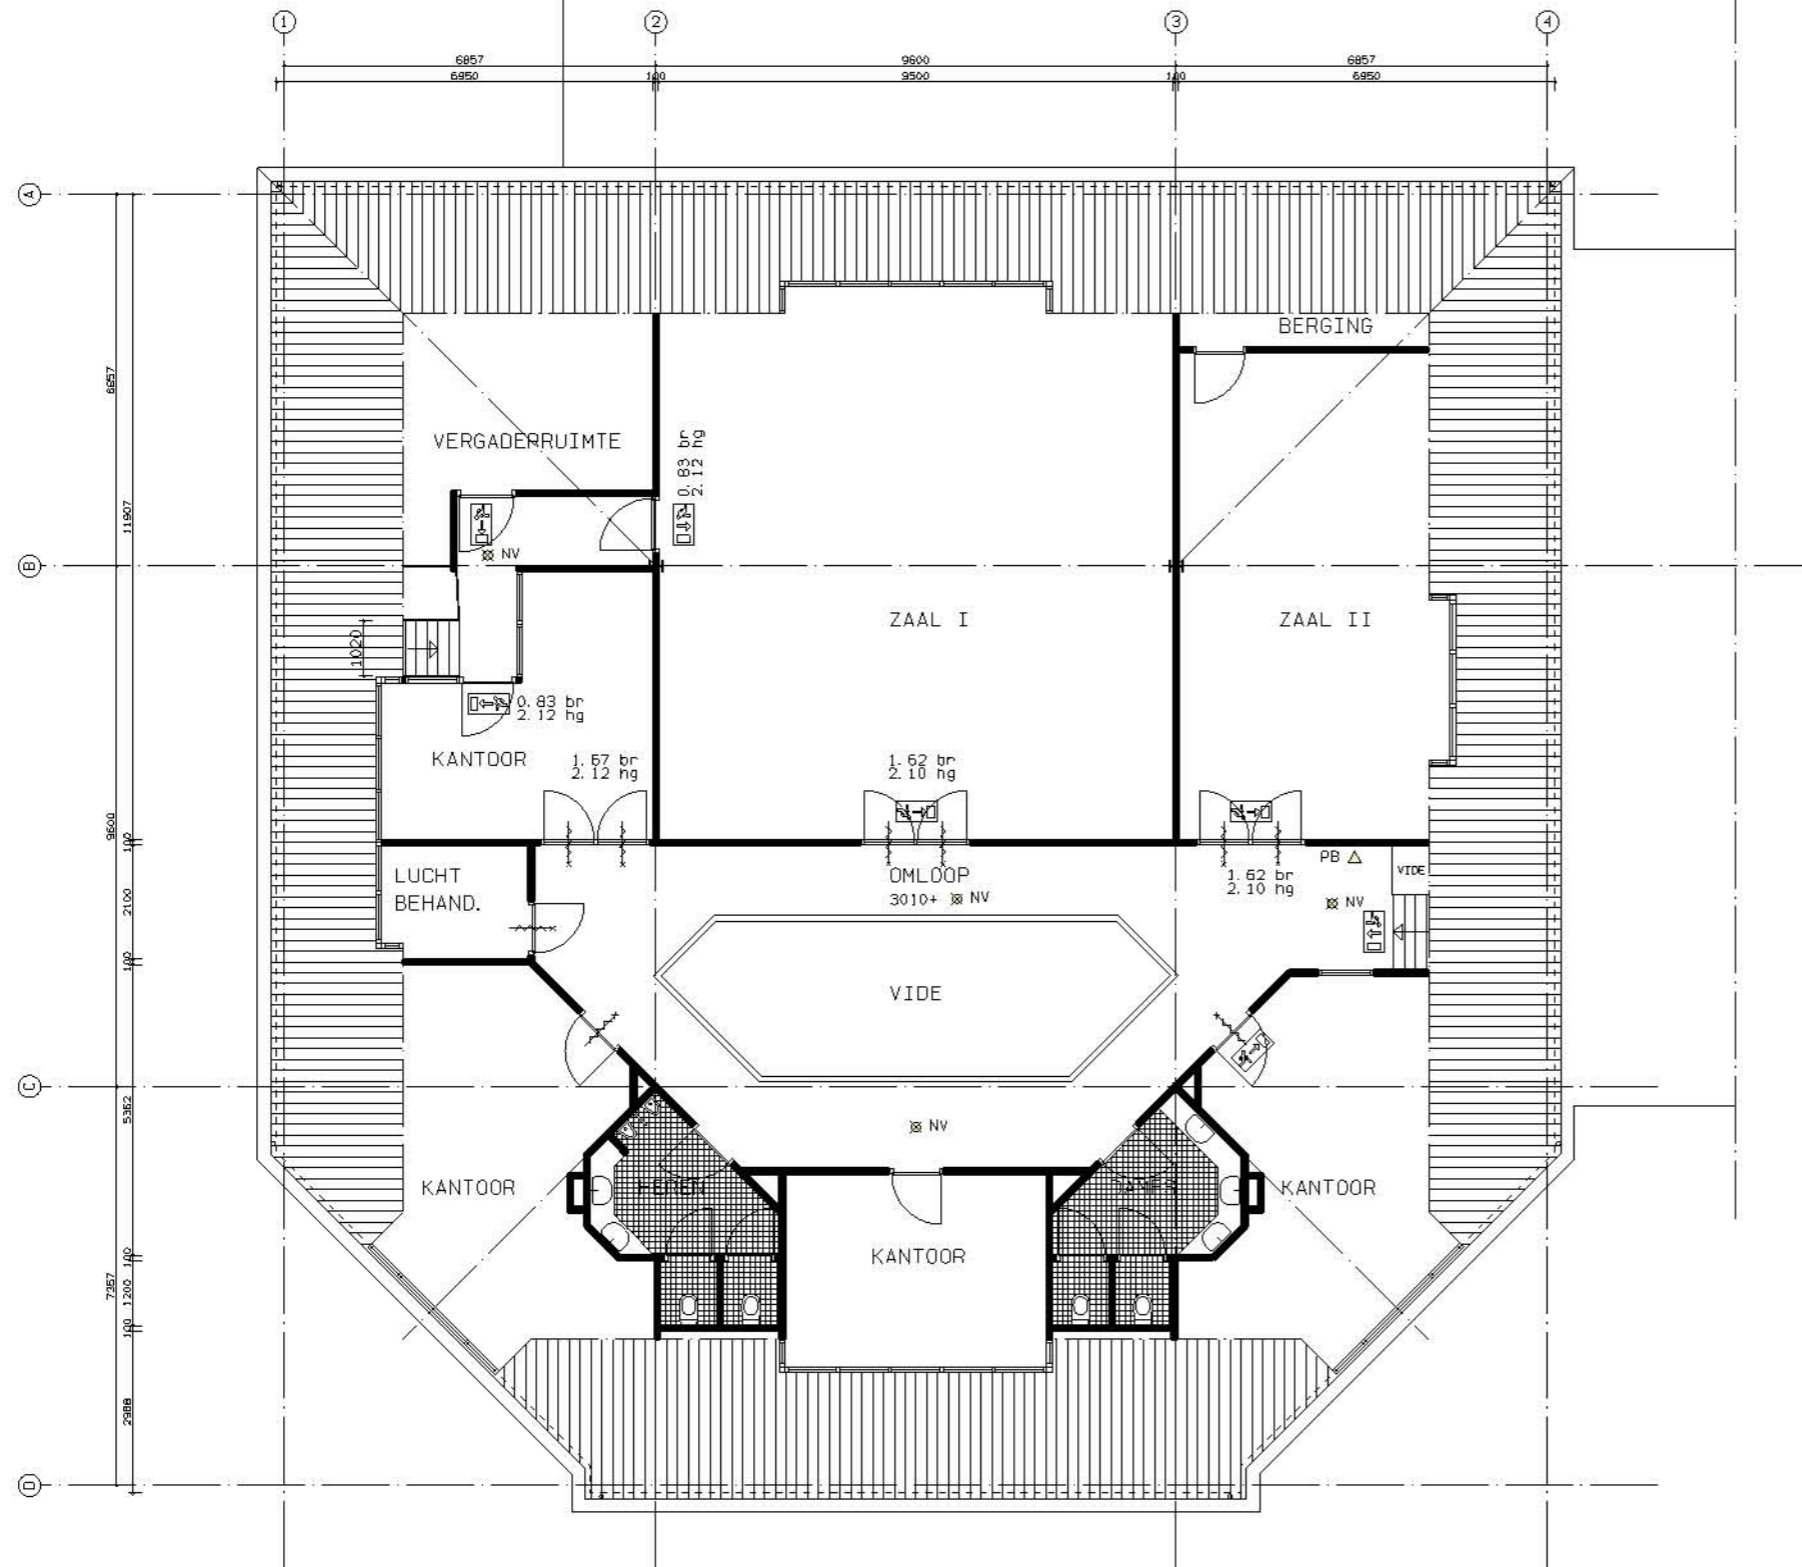 1 2 3 4
6857 9600 6857
6850 100 9500 100 6850
A
BERGING
6857
VERGADERRUIMTE
0.83 br
2.12 hg
11907
NV
B
ZAAL I
ZAAL II
1020
0.83 br
2.12 hg
KANTOOR
1.67 br
2.12 hg
1.62 br
2.10 hg
9600
100
PB
VIDE
LUCHT
BEHAND.
OMLOOP
3010+ NV
1.62 br
2.10 hg
NV
2100
100
VIDE
C
5362
NV
KANTOOR
HEREN
KANTOOR
KANTOOR
100
7357
1200
100
2988
D